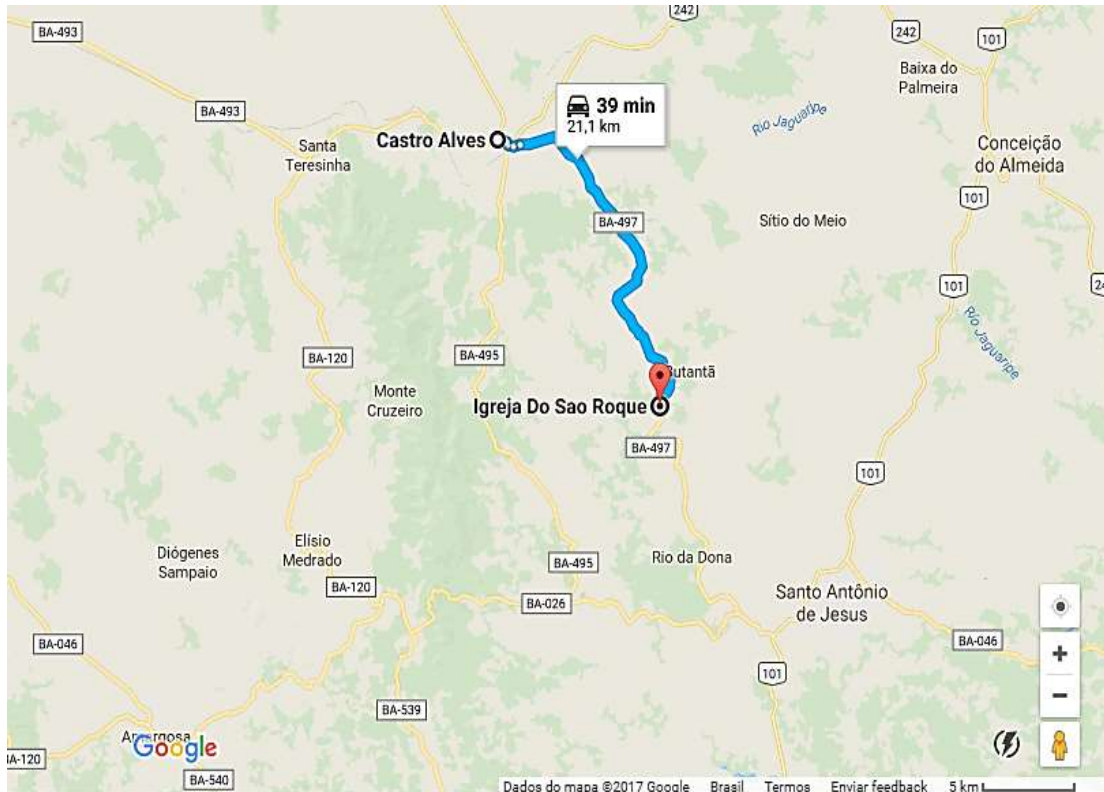 242
BA-493
242
101
Baixa do
Palmeira
BA-493
39 min
21,1 km
Rio Jaguaripe
Castro Alves
Santa
Teresinha
Conceição
do Almeida
101
BA-497
Sítio do Meio
101
Rio Jaguaripe
BA-120
BA-495
Butantã
Monte
Cruzeiro
Igreja Do Sao Roque
BA-497
101
Elísio
Medrado
Diógenes
Sampaio
Rio da Dona
BA-495
BA-120
Santo Antônio
de Jesus
BA-026
BA-046
BA-046
101
BA-539
Google
BA-120
BA-540
Dados do mapa ©2017 Google Brasil Termos Enviar feedback 5 km